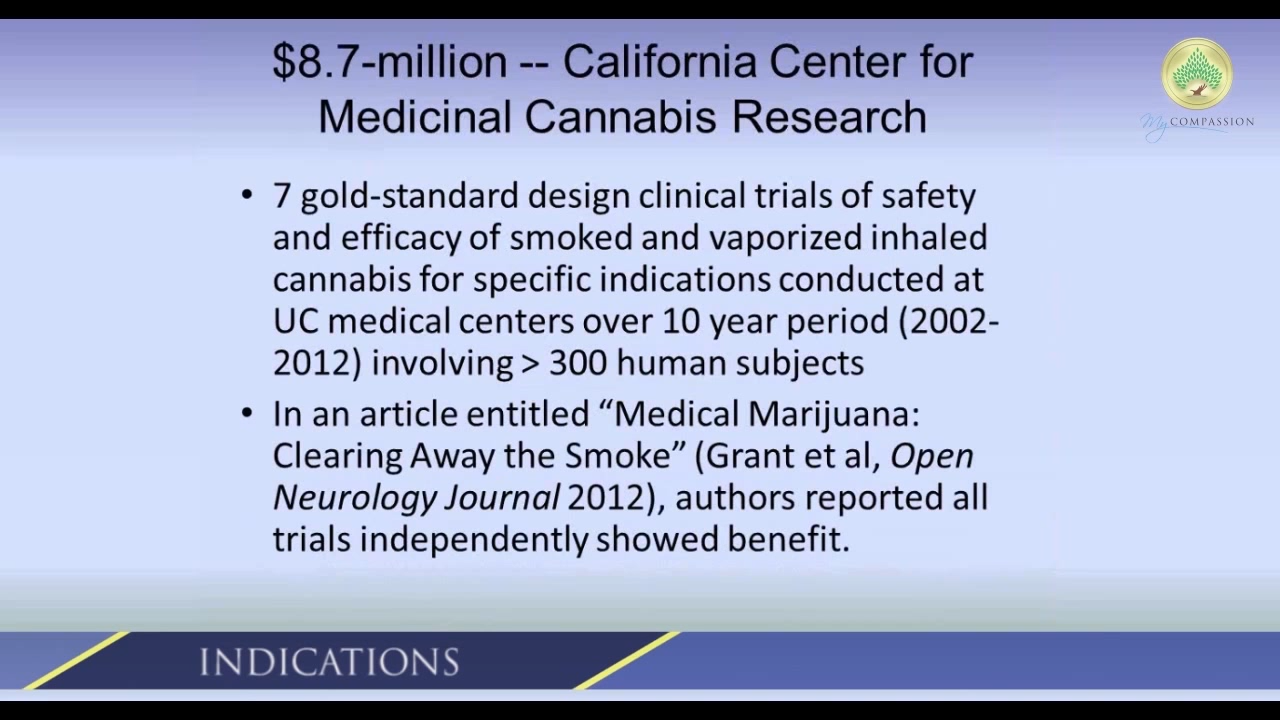 $8.7-million -- California Center for
Medicinal Cannabis Research
My COMPASSION
• 7 gold-standard design clinical trials of safety
and efficacy of smoked and vaporized inhaled
cannabis for specific indications conducted at
UC medical centers over 10 year period (2002-
2012) involving > 300 human subjects
• In an article entitled “Medical Marijuana:
Clearing Away the Smoke” (Grant et al, Open
Neurology Journal 2012), authors reported all
trials independently showed benefit.
INDICATIONS